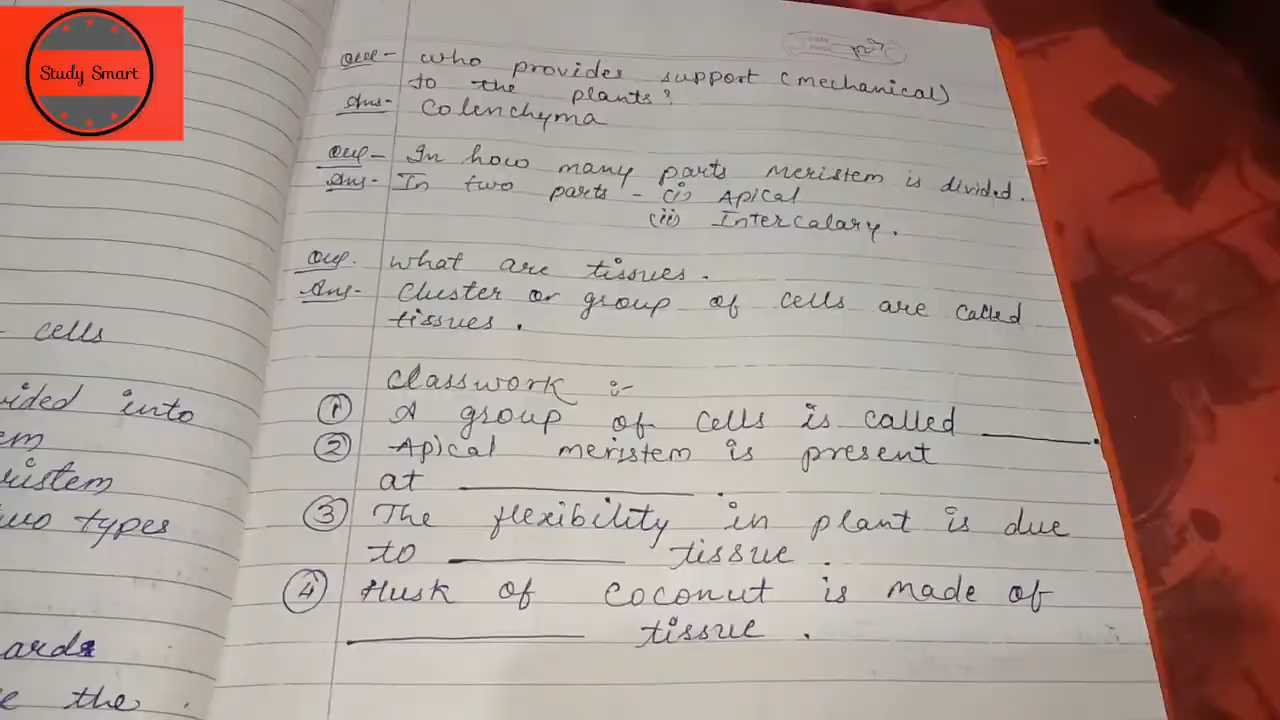 Study Smart
cells
vided into
em
ristem
two types
ards
e the
Que- who provides support (mechanical)
to the plants?
Ans- Colenchyma
Que- In how many parts meristem is divided.
Ans- In two parts - (i) Apical
(ii) Intercalary.
Que. what are tissues.
Ans- Cluster or group of cells are called
tissues.
Classwork :-
① A group of cells is called ______.
② Apical meristem is present
at ____________.
③ The flexibility in plant is due
to _________ tissue.
④ Husk of coconut is made of
____________ tissue.